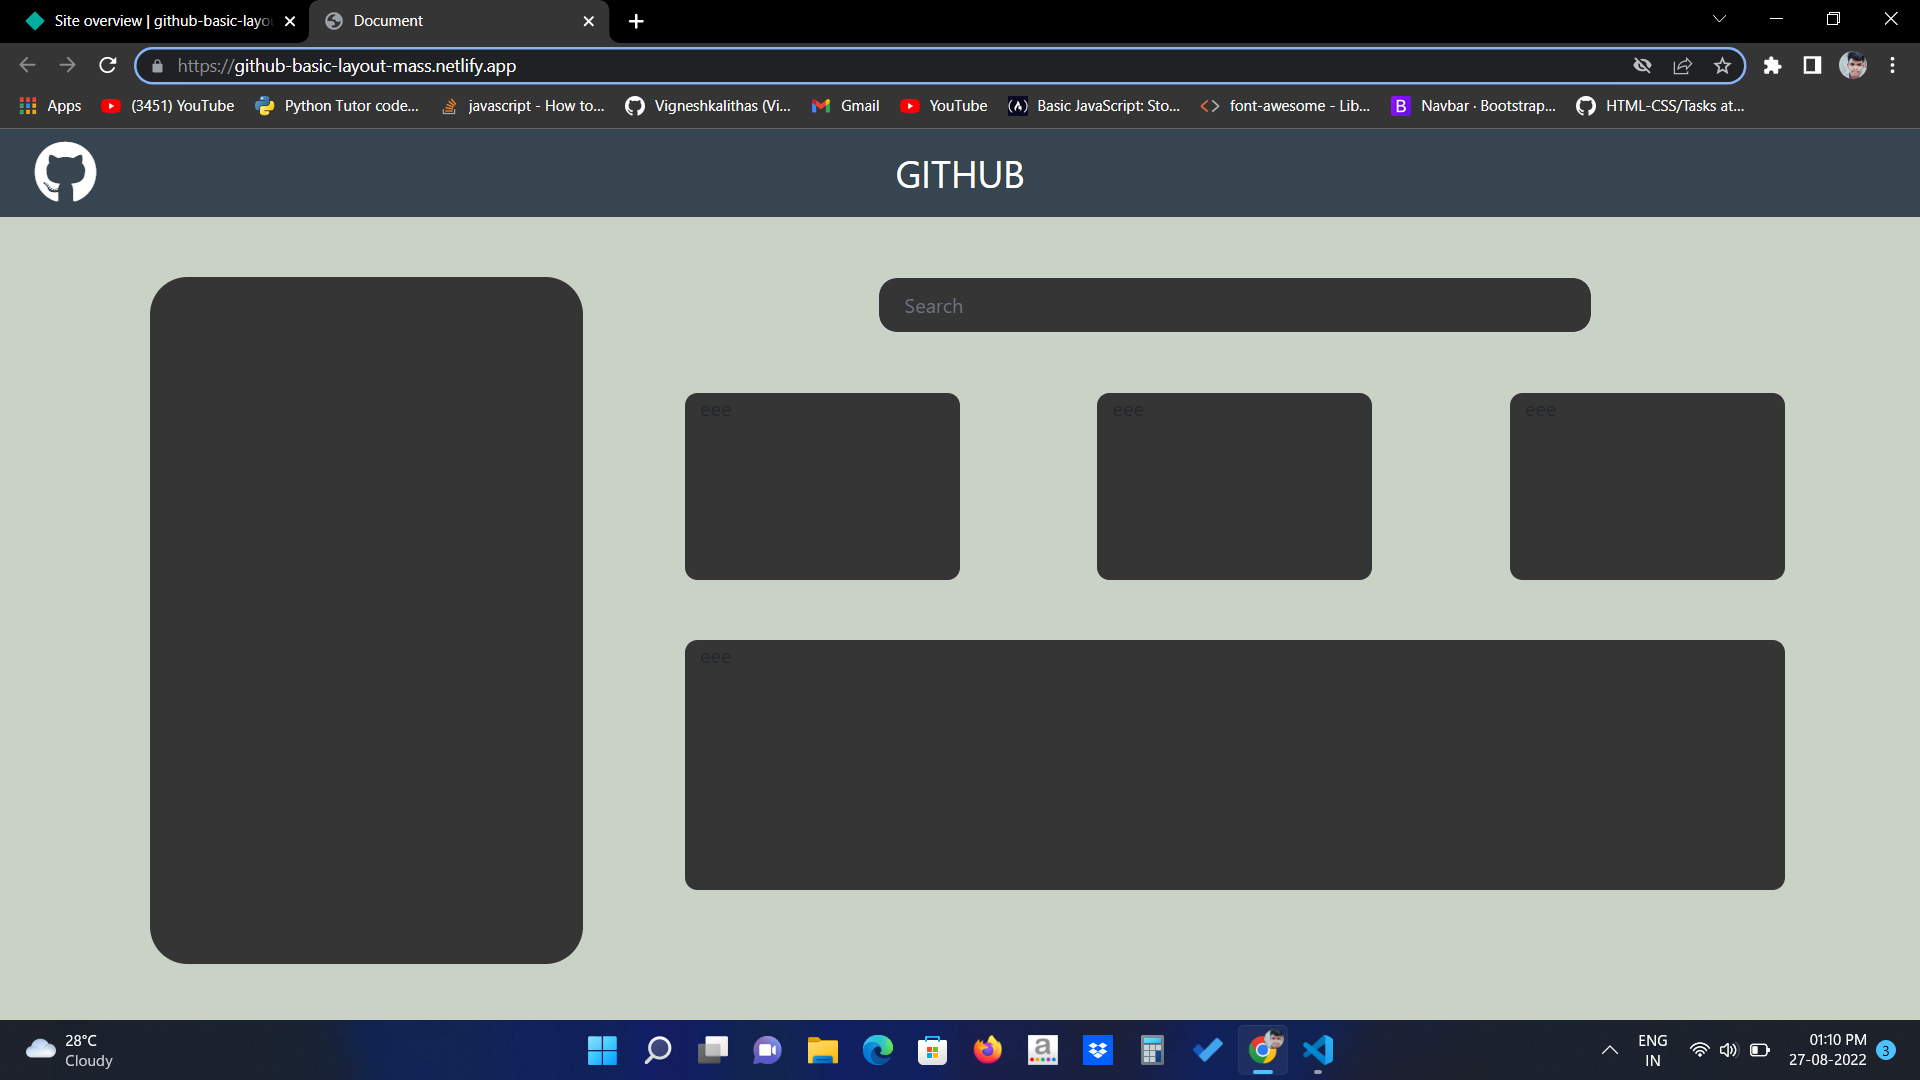 Site overview | github-basic-layou
Document
https://github-basic-layout-mass.netlify.app
Apps
(3451) YouTube
Python Tutor code...
javascript - How to...
Vigneshkalithas (Vi...
Gmail
YouTube
Basic JavaScript: Sto...
font-awesome - Lib...
B
Navbar · Bootstrap...
HTML-CSS/Tasks at...
GITHUB
Search
eee
eee
eee
eee
28°C
Cloudy
a
ENG
IN
01:10 PM
27-08-2022
3